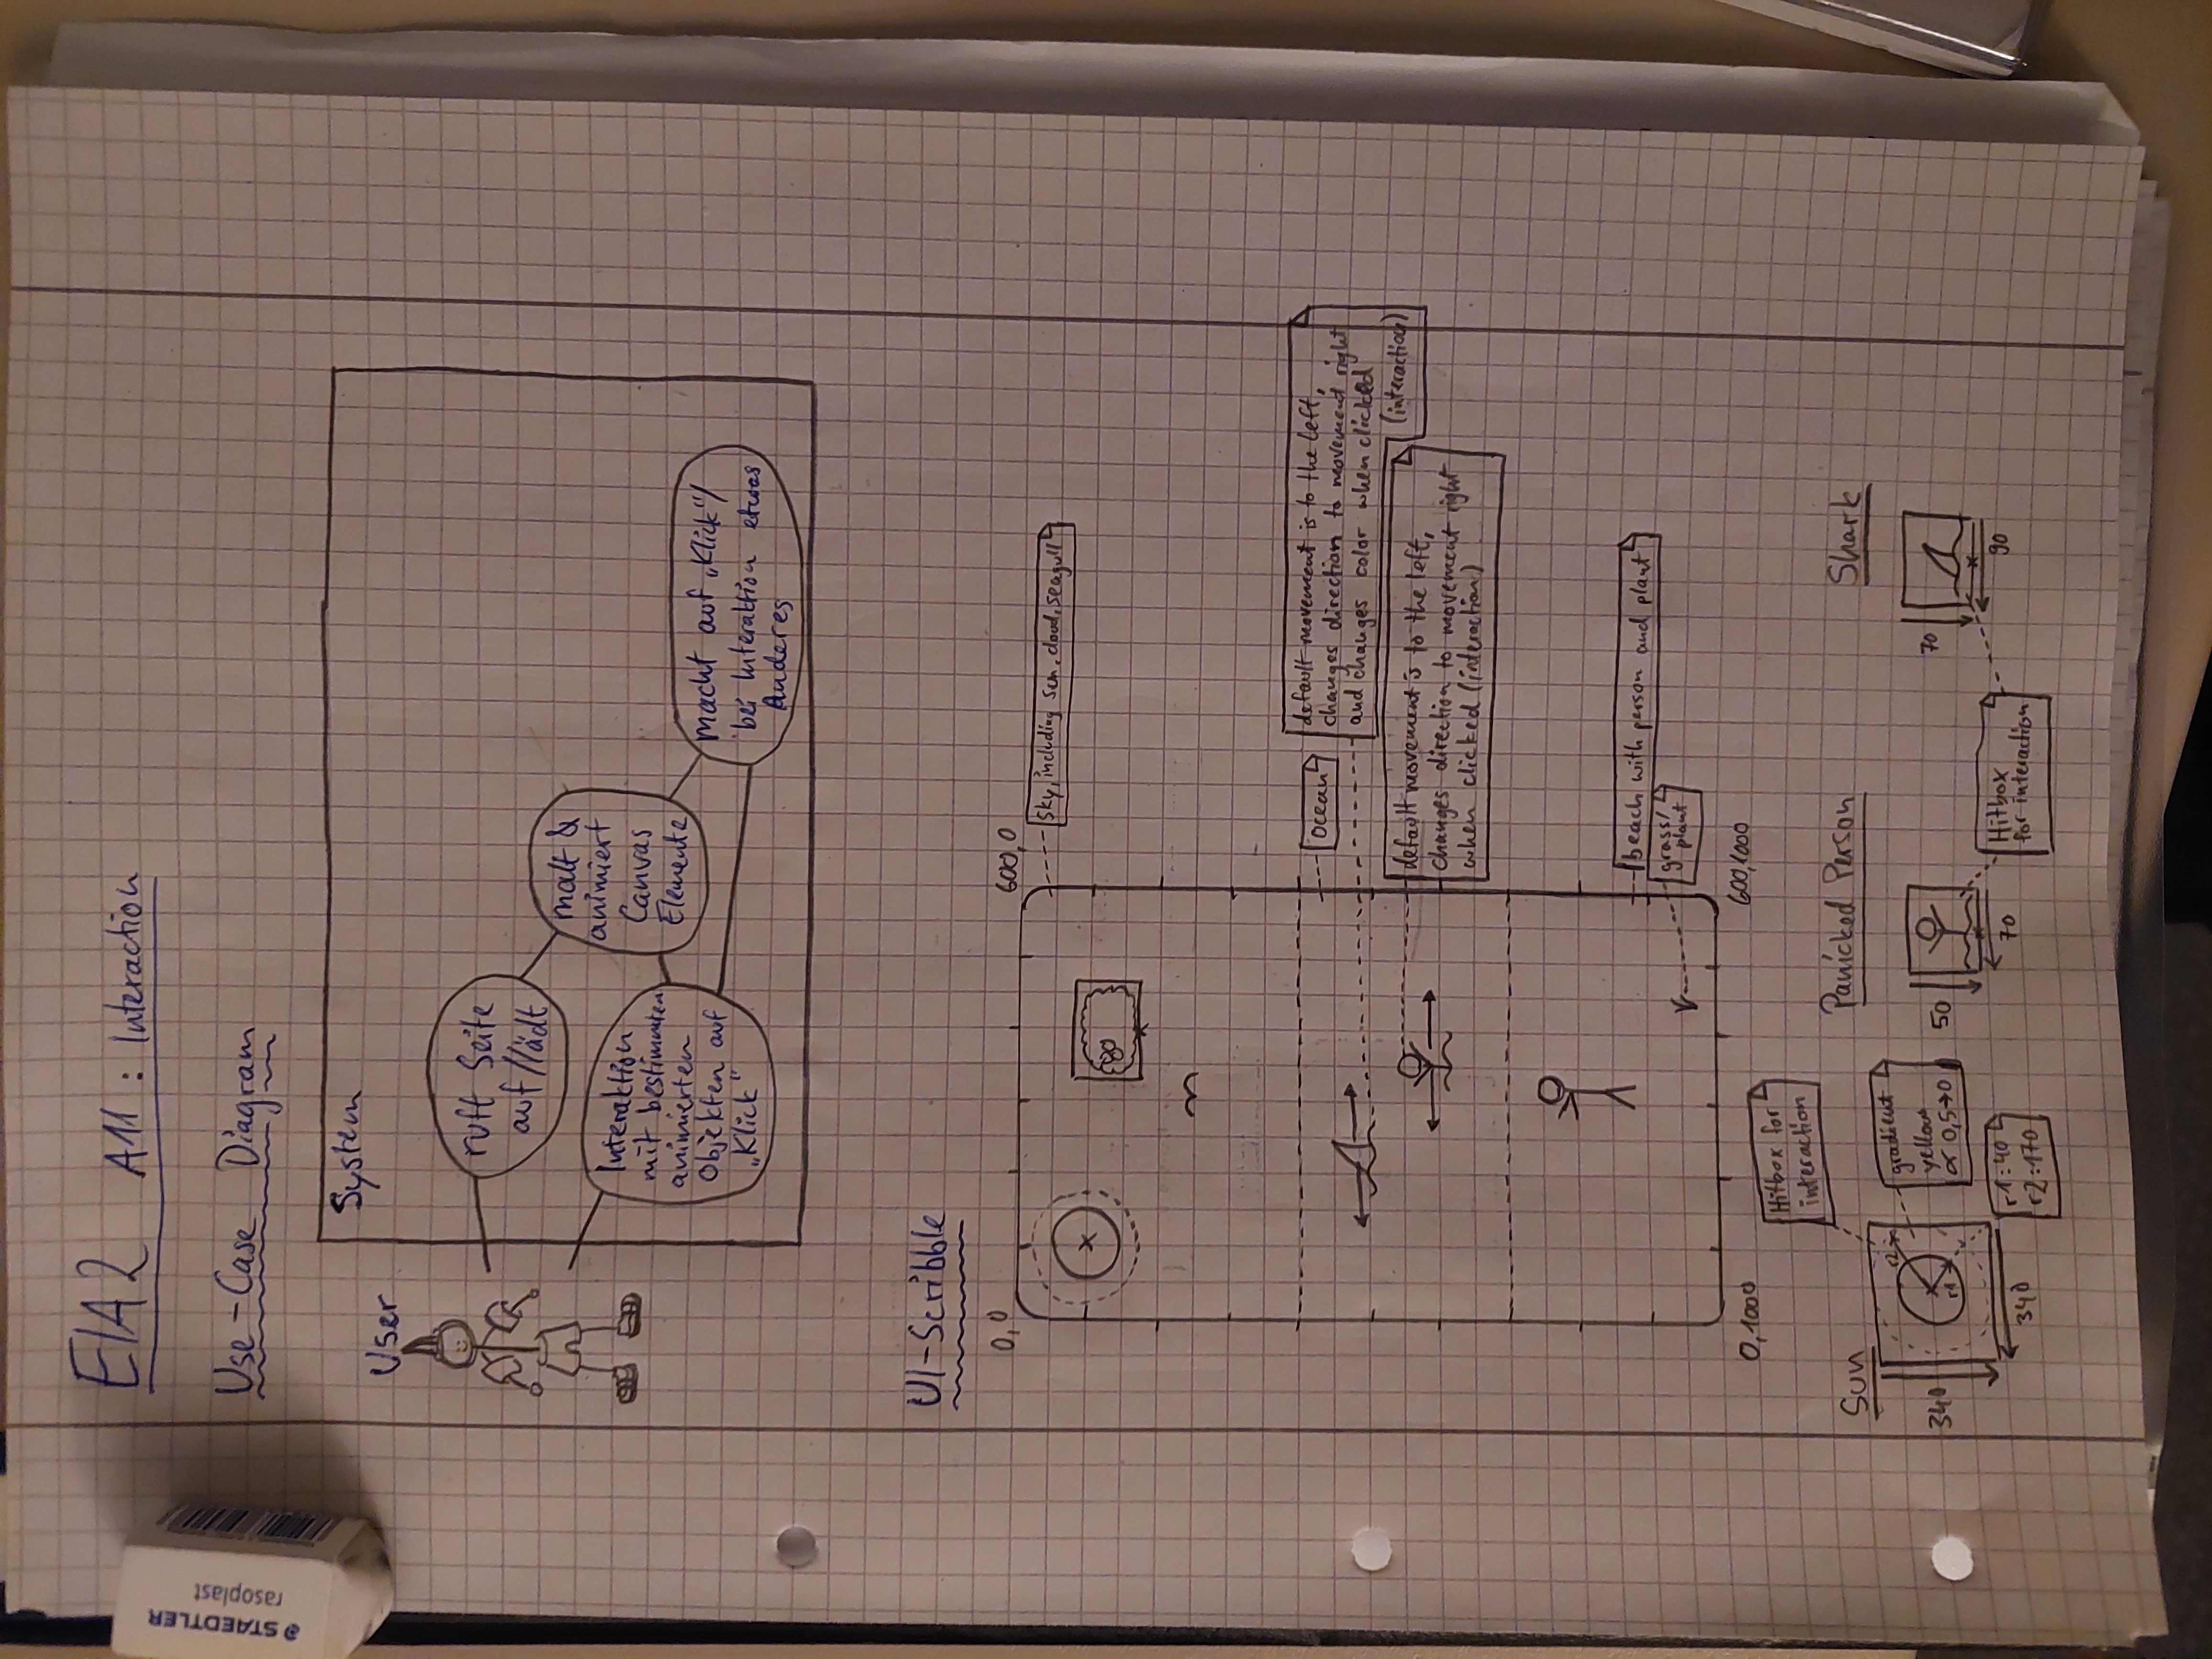 STAEDTLER
rasoplast
EIA2 A11: Interaction
Use-Case Diagram
System
User
ruft Seite
auf/lädt
malt &
animiert
Canvas
Elemente
Interaktion
mit bestimmten
animierten
Objekten auf
„Klick"
macht auf „Klick"/
bei Interaktion etwas
Anderes
UI-Scribble
0,0
600,0
Sky, including sun, cloud, seagull
ocean
default movement is to the left,
changes direction to movement right
and changes color when clicked
(interaction)
default movement is to the left,
changes direction to movement right
when clicked (interaction)
beach with person and plant
grass/
plant
0,1000
600,1000
Hitbox for
interaction
Sun
340
r2
r1
340
gradient
yellow
α 0,5→0
r1:40
r2:170
Panicked Person
50
70
Hitbox
for interaction
Shark
70
90